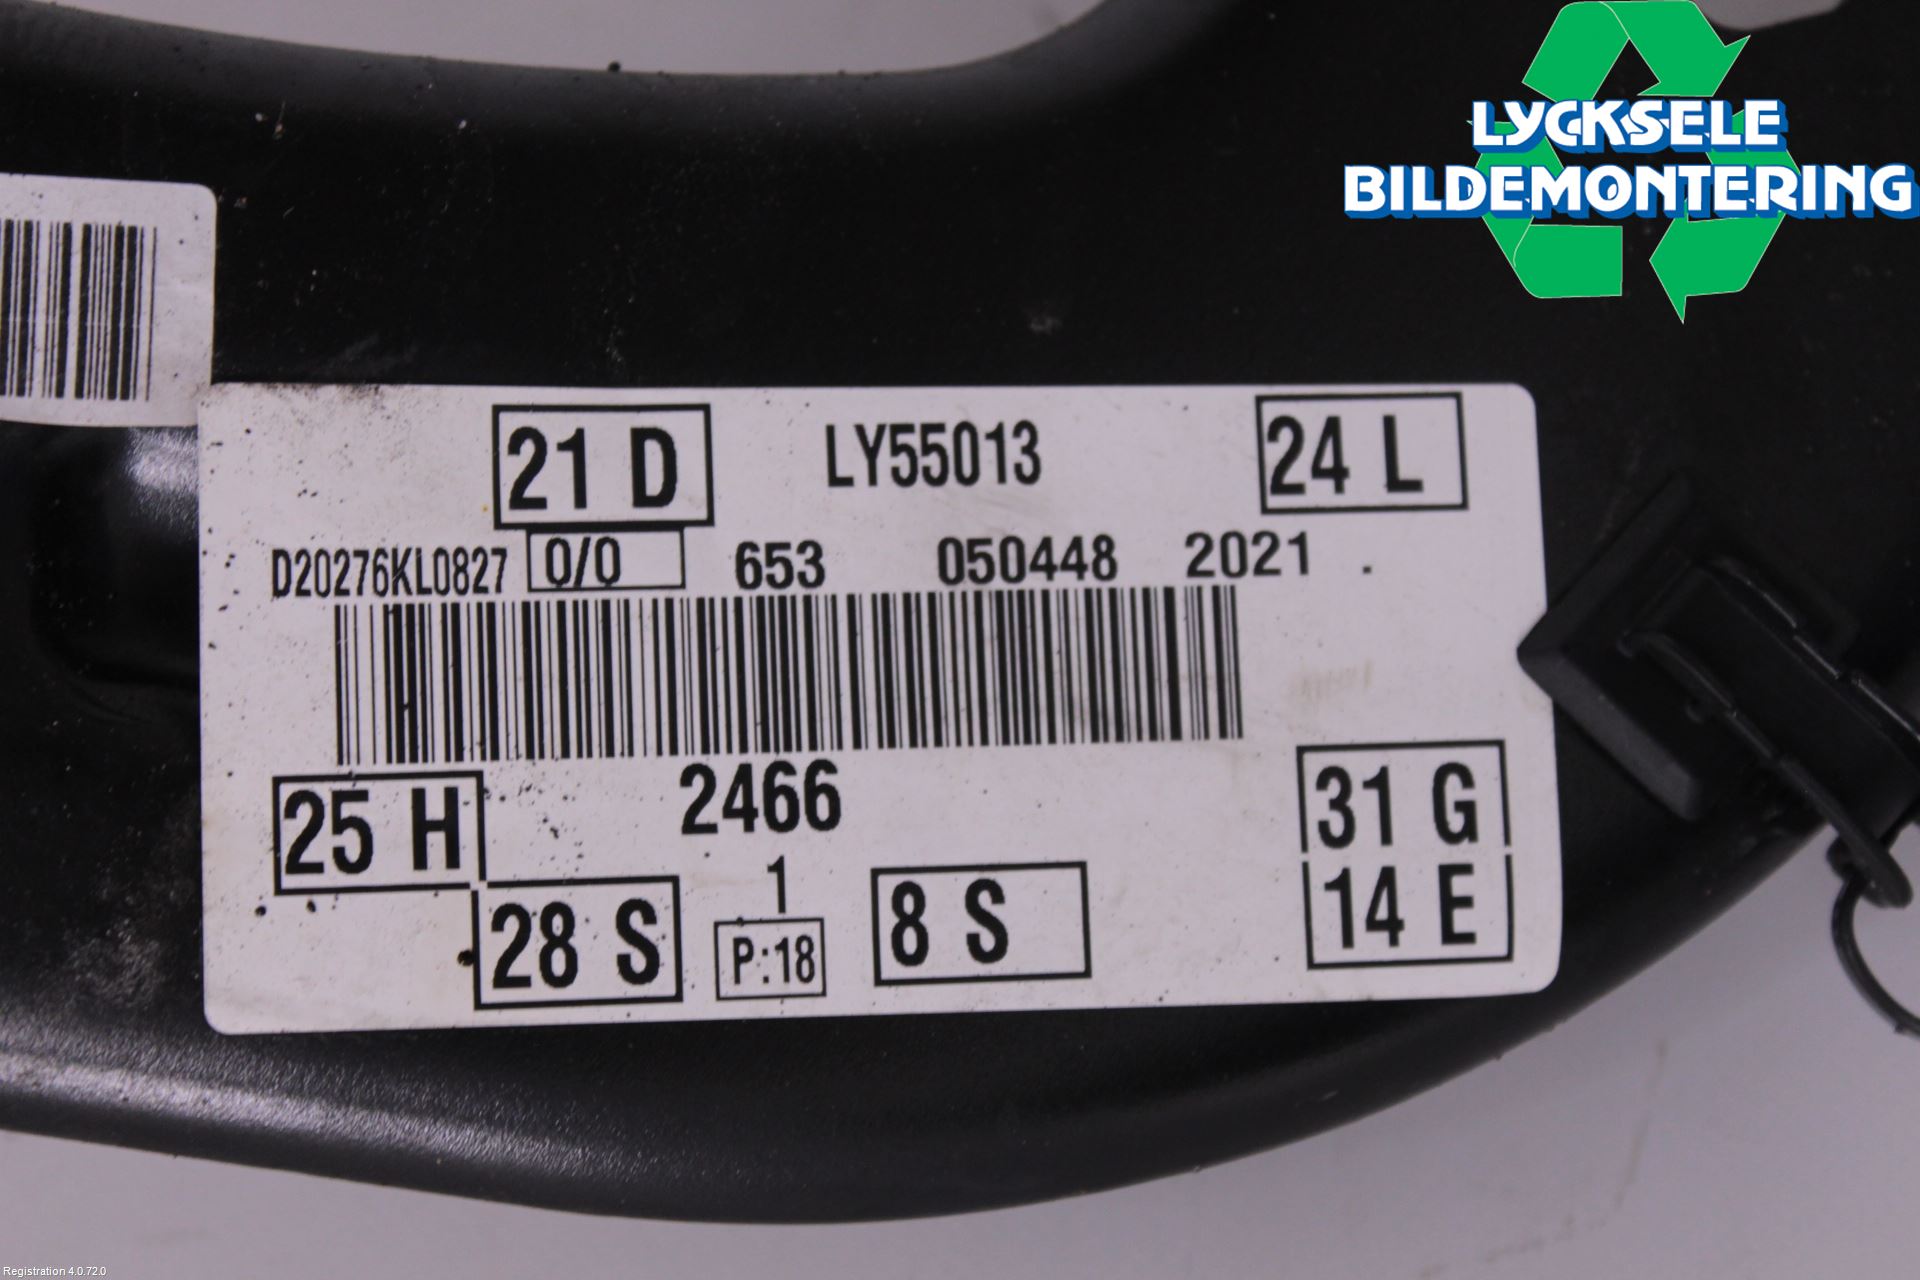 LYCKSELE
BILDEMONTERING
21 D LY55013 24 L
D20276KL0827 0/0 653 050448 2021 .
25 H 2466 31 G
28 S 1 8 S 14 E
P:18
Registration 4.0.72.0